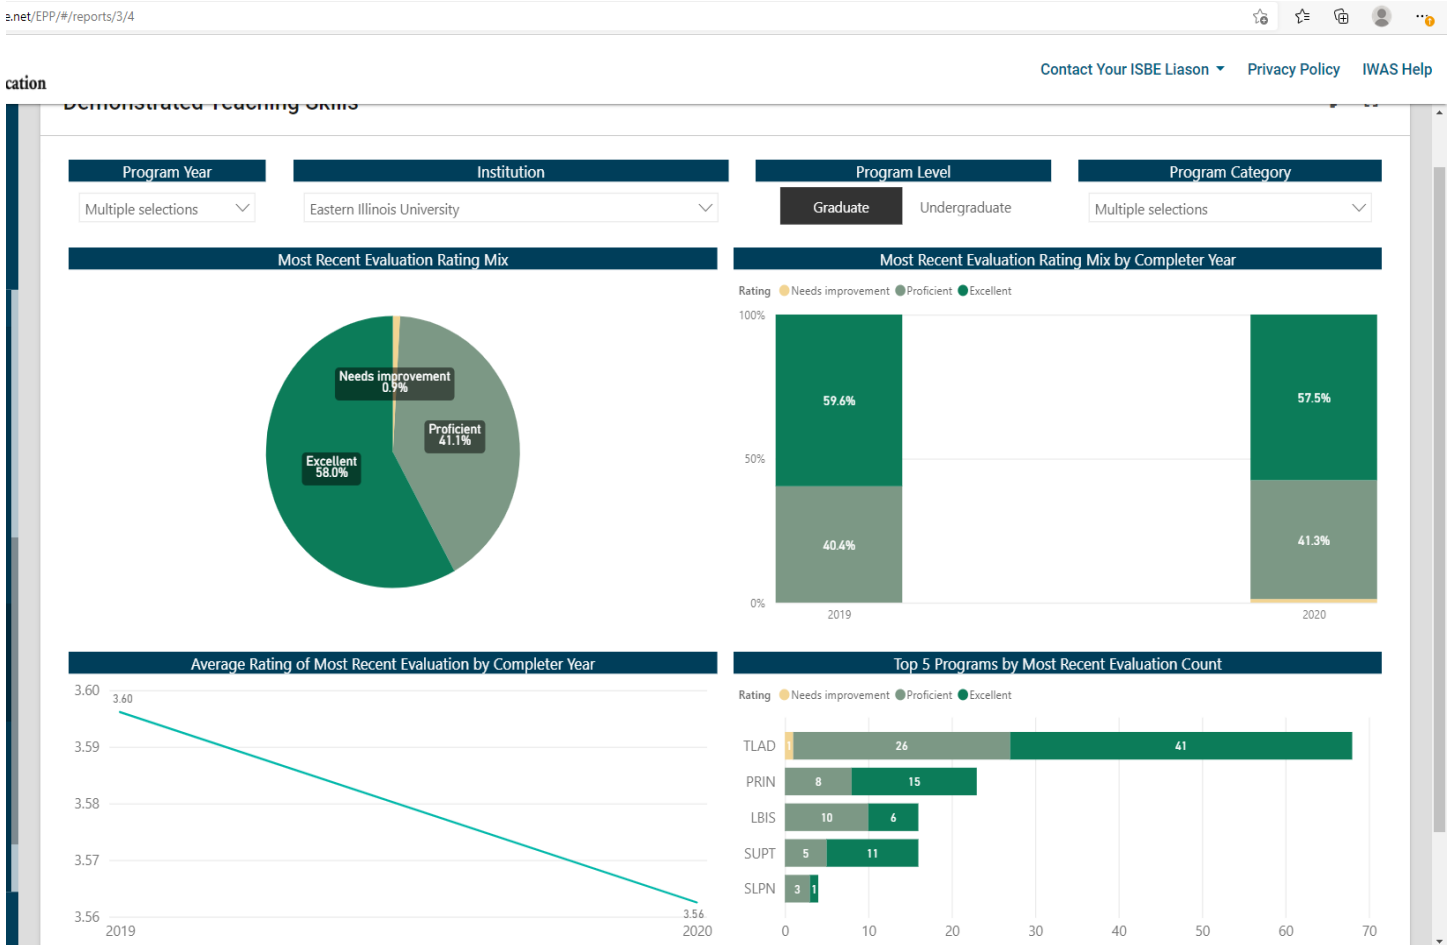 e.net/EPP/#/reports/3/4
cation
Contact Your ISBE Liason
Privacy Policy
IWAS Help
Demonstrated Teaching Skills
Program Year
Institution
Program Level
Program Category
Multiple selections
Eastern Illinois University
Graduate
Undergraduate
Multiple selections
Most Recent Evaluation Rating Mix
Needs improvement
0.9%
Proficient
41.1%
Excellent
58.0%
Most Recent Evaluation Rating Mix by Completer Year
Rating Needs improvement Proficient Excellent
100%
59.6%
57.5%
50%
40.4%
41.3%
0%
2019
2020
Average Rating of Most Recent Evaluation by Completer Year
3.60
3.60
3.59
3.58
3.57
3.56
3.56
2019
2020
Top 5 Programs by Most Recent Evaluation Count
Rating Needs improvement Proficient Excellent
TLAD 1 26 41
PRIN 8 15
LBIS 10 6
SUPT 5 11
SLPN 3 1
0 10 20 30 40 50 60 70